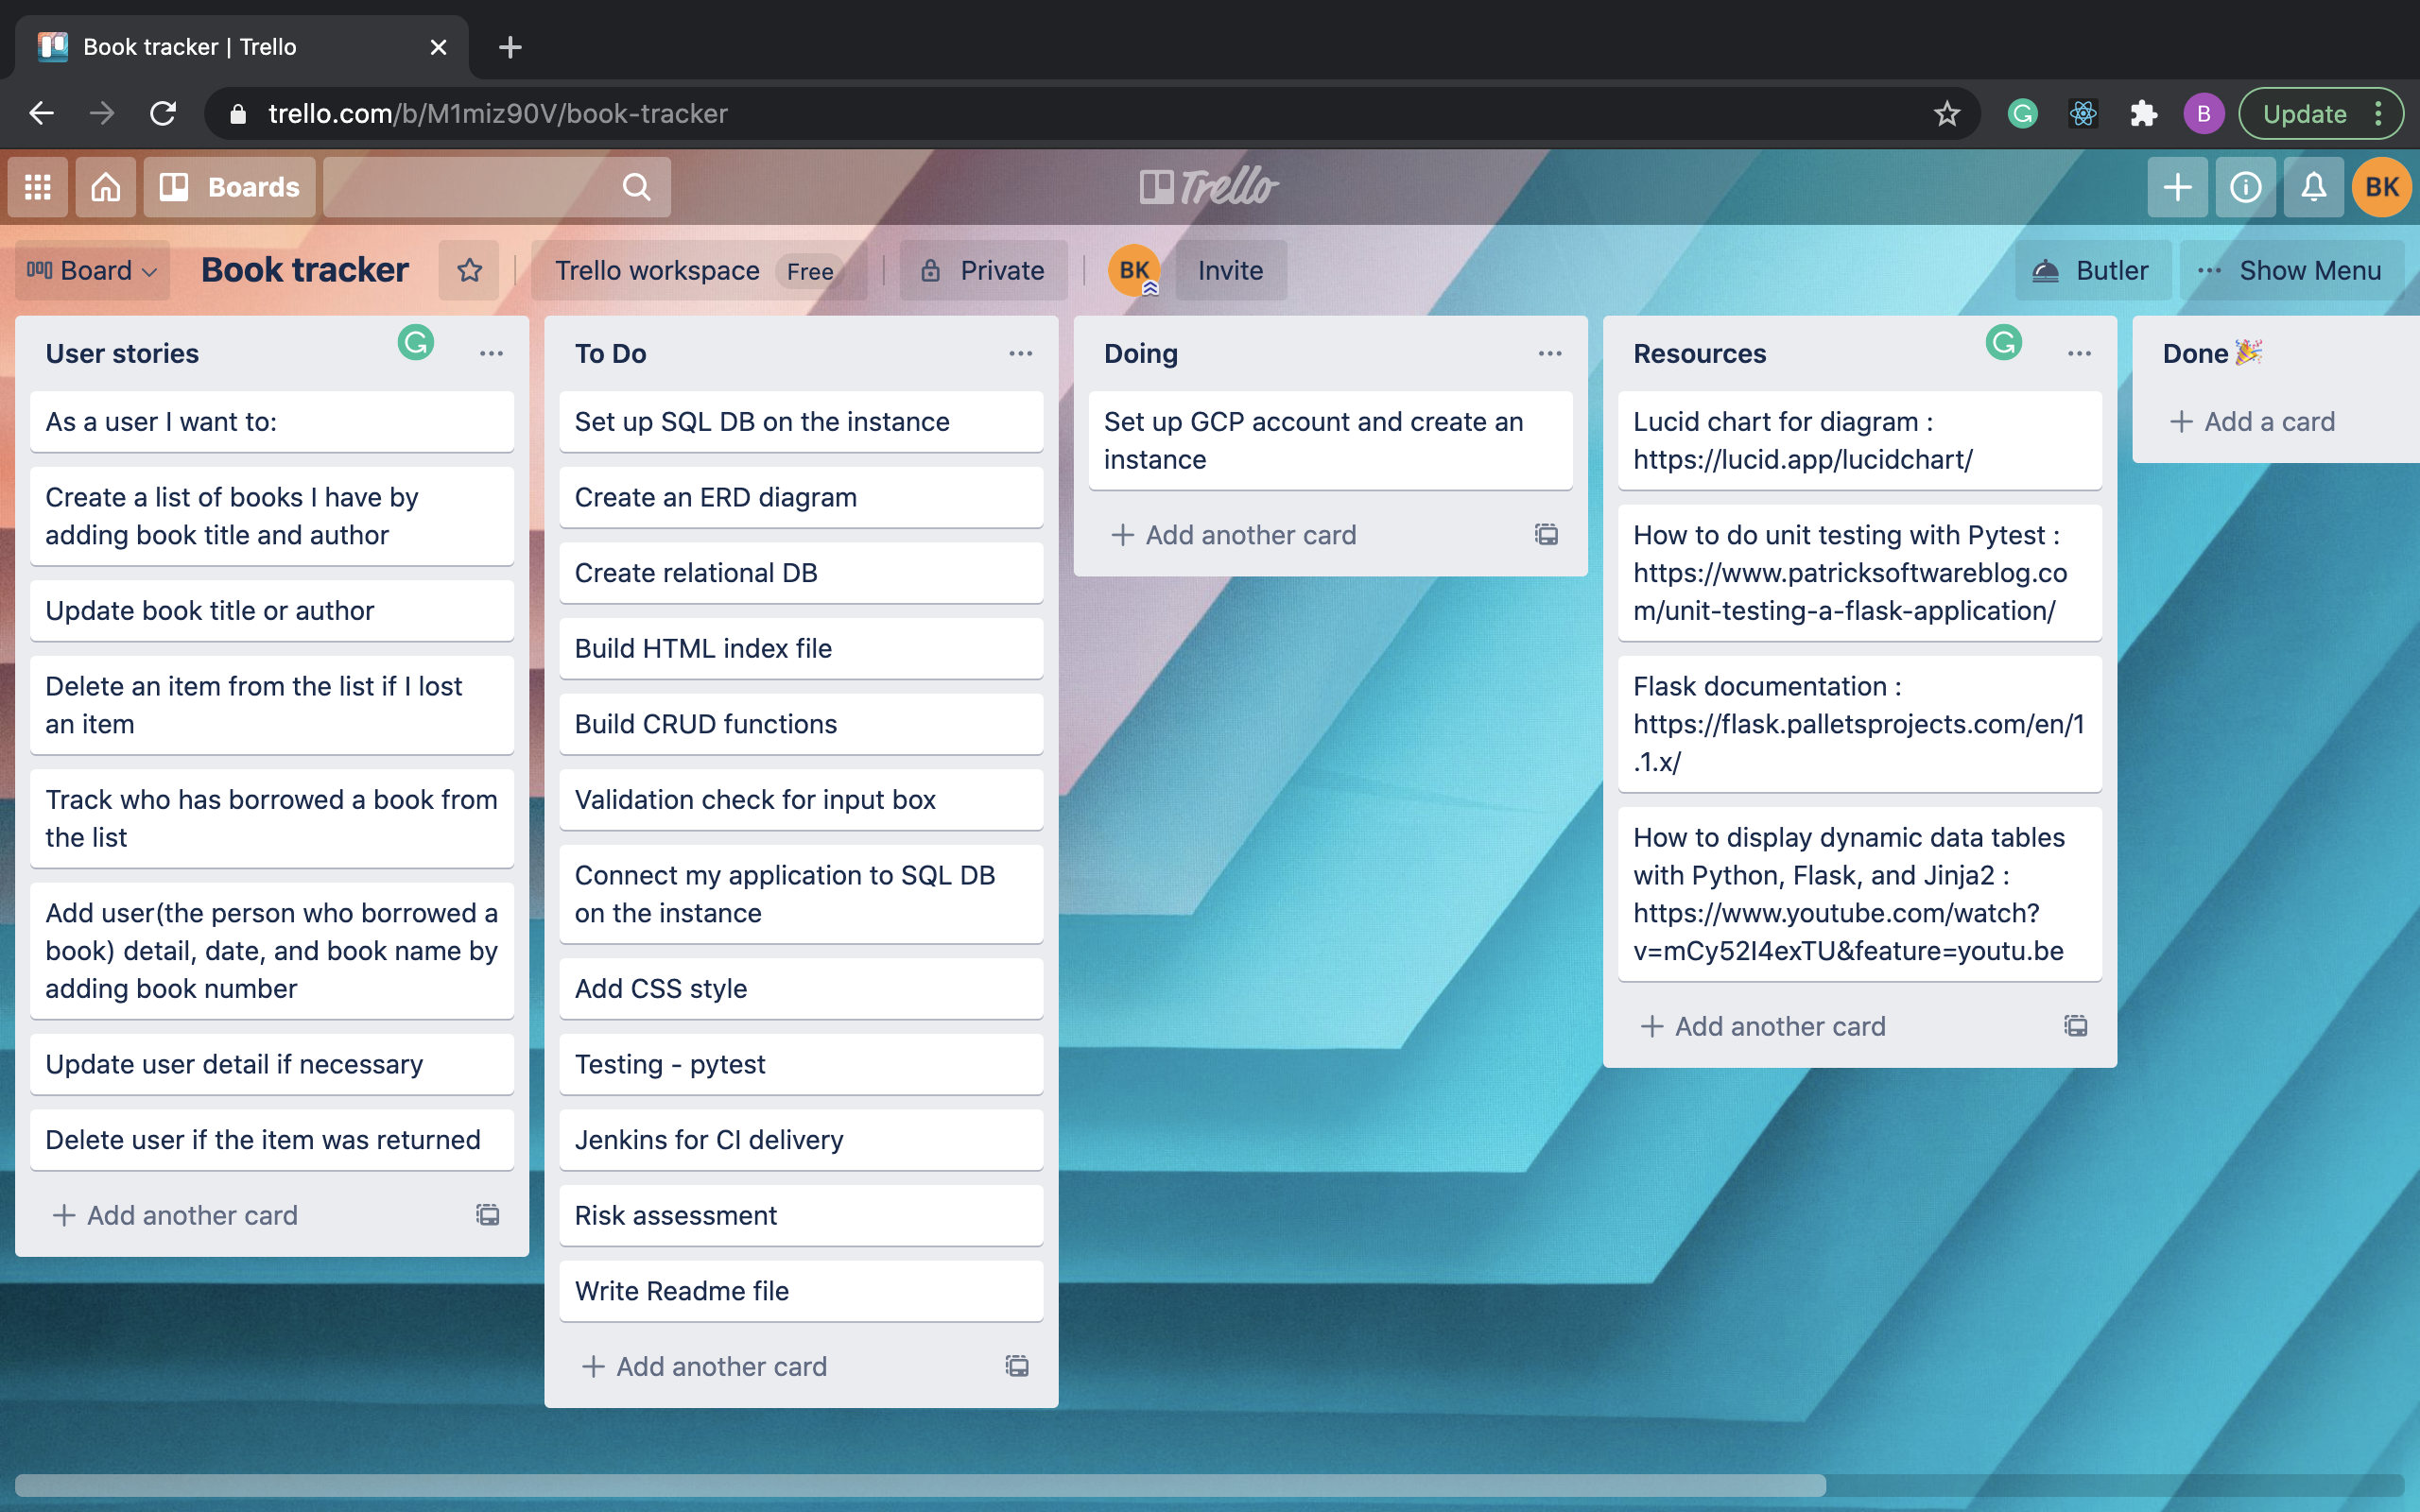 Book tracker | Trello
trello.com/b/M1miz90V/book-tracker
B
Update
Boards
Trello
BK
Board
Book tracker
Trello workspace Free
Private
BK
Invite
Butler
Show Menu
User stories
As a user I want to:
Create a list of books I have by
adding book title and author
Update book title or author
Delete an item from the list if I lost
an item
Track who has borrowed a book from
the list
Add user(the person who borrowed a
book) detail, date, and book name by
adding book number
Update user detail if necessary
Delete user if the item was returned
Add another card
To Do
Set up SQL DB on the instance
Create an ERD diagram
Create relational DB
Build HTML index file
Build CRUD functions
Validation check for input box
Connect my application to SQL DB
on the instance
Add CSS style
Testing - pytest
Jenkins for CI delivery
Risk assessment
Write Readme file
Add another card
Doing
Set up GCP account and create an
instance
Add another card
Resources
Lucid chart for diagram :
https://lucid.app/lucidchart/
How to do unit testing with Pytest :
https://www.patricksoftwareblog.co
m/unit-testing-a-flask-application/
Flask documentation :
https://flask.palletsprojects.com/en/1
.1.x/
How to display dynamic data tables
with Python, Flask, and Jinja2 :
https://www.youtube.com/watch?
v=mCy52I4exTU&feature=youtu.be
Add another card
Done🎉
Add a card